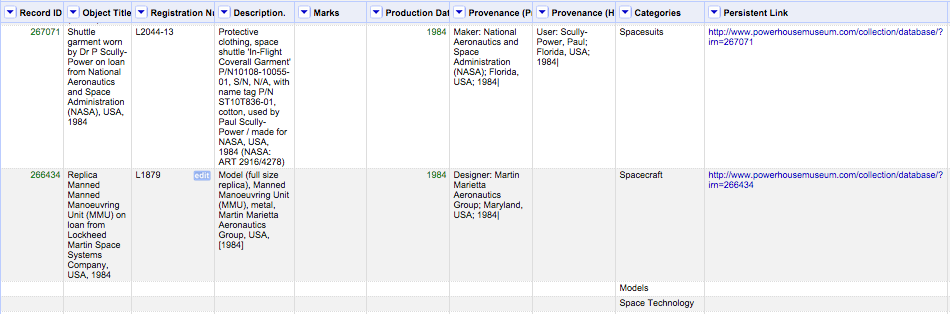 Record ID
Object Title
Registration Nu
Description.
Marks
Production Dat
Provenance (P
Provenance (H
Categories
Persistent Link
267071
Shuttle
garment worn
by Dr P Scully-
Power on loan
from National
Aeronautics
and Space
Administration
(NASA), USA,
1984
L2044-13
Protective
clothing, space
shuttle 'In-Flight
Coverall Garment'
P/N10108-10055-
01, S/N, N/A, with
name tag P/N
ST10T836-01,
cotton, used by
Paul Scully-
Power / made for
NASA, USA,
1984 (NASA:
ART 2916/4278)
1984
Maker: National
Aeronautics and
Space
Administration
(NASA); Florida,
USA; 1984|
User: Scully-
Power, Paul;
Florida, USA;
1984|
Spacesuits
http://www.powerhousemuseum.com/collection/database/?
irn=267071
266434
Replica
Manned
Manned
Manoeuvring
Unit (MMU) on
loan from
Lockheed
Martin Space
Systems
Company,
USA, 1984
L1879
edit
Model (full size
replica), Manned
Manoeuvring Unit
(MMU), metal,
Martin Marietta
Aeronautics
Group, USA,
[1984]
1984
Designer: Martin
Marietta
Aeronautics
Group; Maryland,
USA; 1984|
Spacecraft
http://www.powerhousemuseum.com/collection/database/?
irn=266434
Models
Space Technology